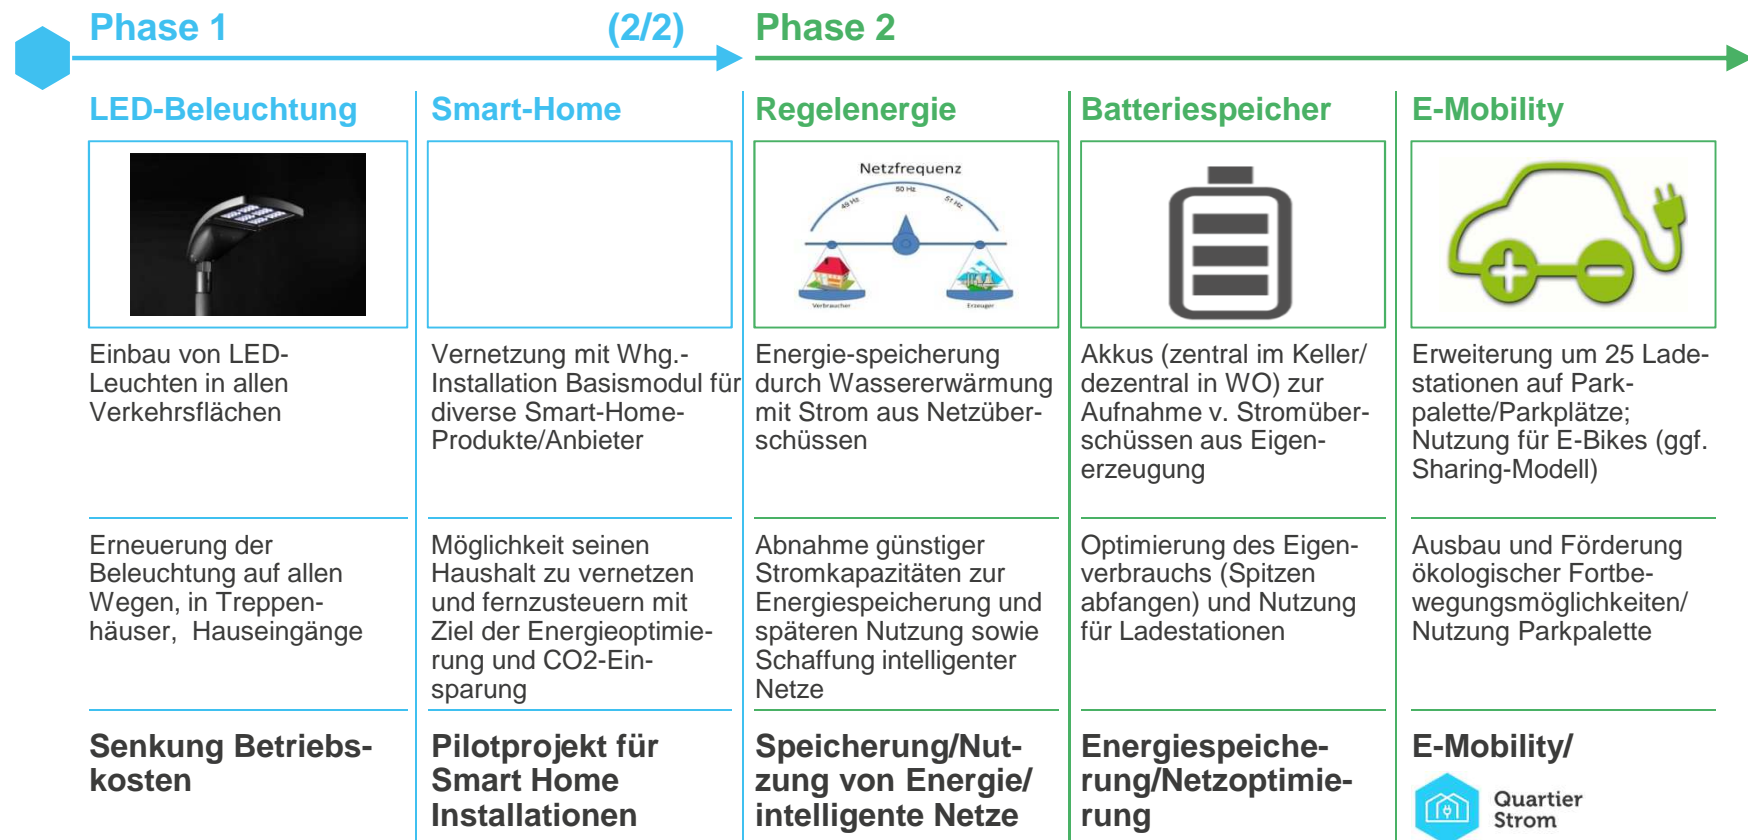 Phase 1
(2/2)
Phase 2
LED-Beleuchtung
Smart-Home
Regelenergie
Batteriespeicher
E-Mobility
Netzfrequenz
49 Hz
50 Hz
51 Hz
Verbraucher
Erzeuger
Einbau von LED-
Leuchten in allen
Verkehrsflächen
Vernetzung mit Whg.-
Installation Basismodul für
diverse Smart-Home-
Produkte/Anbieter
Energie-speicherung
durch Wassererwärmung
mit Strom aus Netzüber-
schüssen
Akkus (zentral im Keller/
dezentral in WO) zur
Aufnahme v. Stromüber-
schüssen aus Eigen-
erzeugung
Erweiterung um 25 Lade-
stationen auf Park-
palette/Parkplätze;
Nutzung für E-Bikes (ggf.
Sharing-Modell)
Erneuerung der
Beleuchtung auf allen
Wegen, in Treppen-
häuser, Hauseingänge
Möglichkeit seinen
Haushalt zu vernetzen
und fernzusteuern mit
Ziel der Energieoptimie-
rung und CO2-Ein-
sparung
Abnahme günstiger
Stromkapazitäten zur
Energiespeicherung und
späteren Nutzung sowie
Schaffung intelligenter
Netze
Optimierung des Eigen-
verbrauchs (Spitzen
abfangen) und Nutzung
für Ladestationen
Ausbau und Förderung
ökologischer Fortbe-
wegungsmöglichkeiten/
Nutzung Parkpalette
Senkung Betriebs-
kosten
Pilotprojekt für
Smart Home
Installationen
Speicherung/Nut-
zung von Energie/
intelligente Netze
Energiespeiche-
rung/Netzoptimie-
rung
E-Mobility/
Quartier
Strom